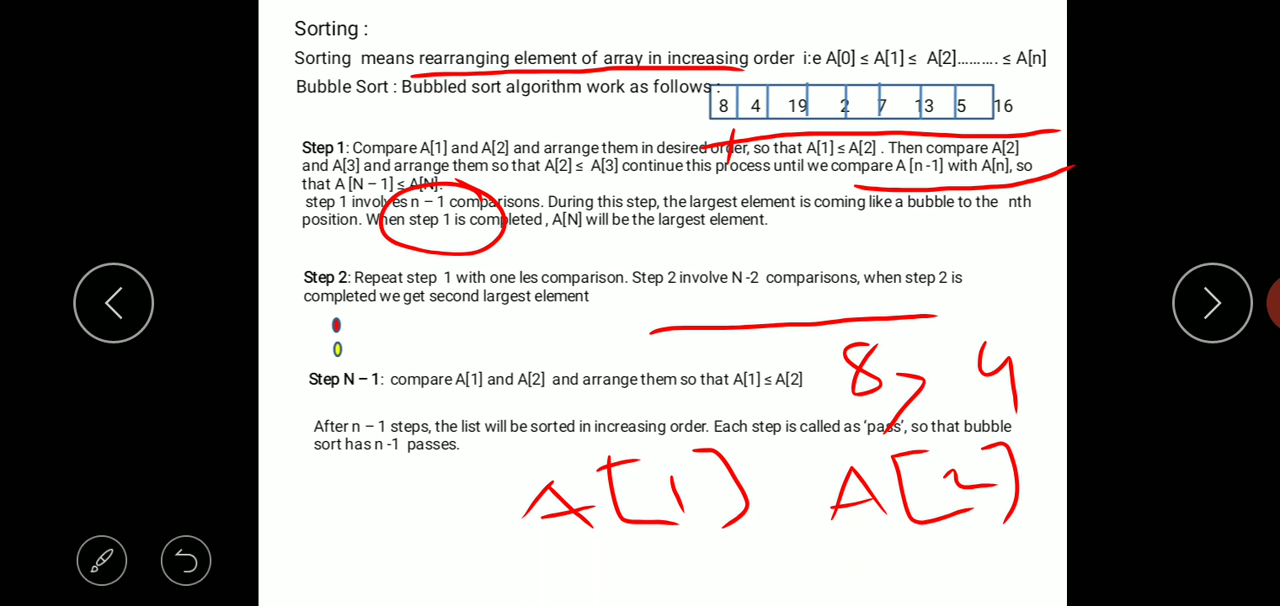 Sorting :
Sorting means rearranging element of array in increasing order i:e A[0] ≤ A[1] ≤ A[2].......... ≤ A[n]
Bubble Sort : Bubbled sort algorithm work as follows :
8 4 19 2 7 13 5 16
Step 1: Compare A[1] and A[2] and arrange them in desired order, so that A[1] ≤ A[2] . Then compare A[2]
and A[3] and arrange them so that A[2] ≤ A[3] continue this process until we compare A [n -1] with A[n], so
that A [N – 1] ≤ A[N].
step 1 involves n – 1 comparisons. During this step, the largest element is coming like a bubble to the nth
position. When step 1 is completed , A[N] will be the largest element.
Step 2: Repeat step 1 with one les comparison. Step 2 involve N -2 comparisons, when step 2 is
completed we get second largest element
8 > 4
Step N – 1: compare A[1] and A[2] and arrange them so that A[1] ≤ A[2]
After n – 1 steps, the list will be sorted in increasing order. Each step is called as ‘pass’, so that bubble
sort has n -1 passes.
A[1] A[2]